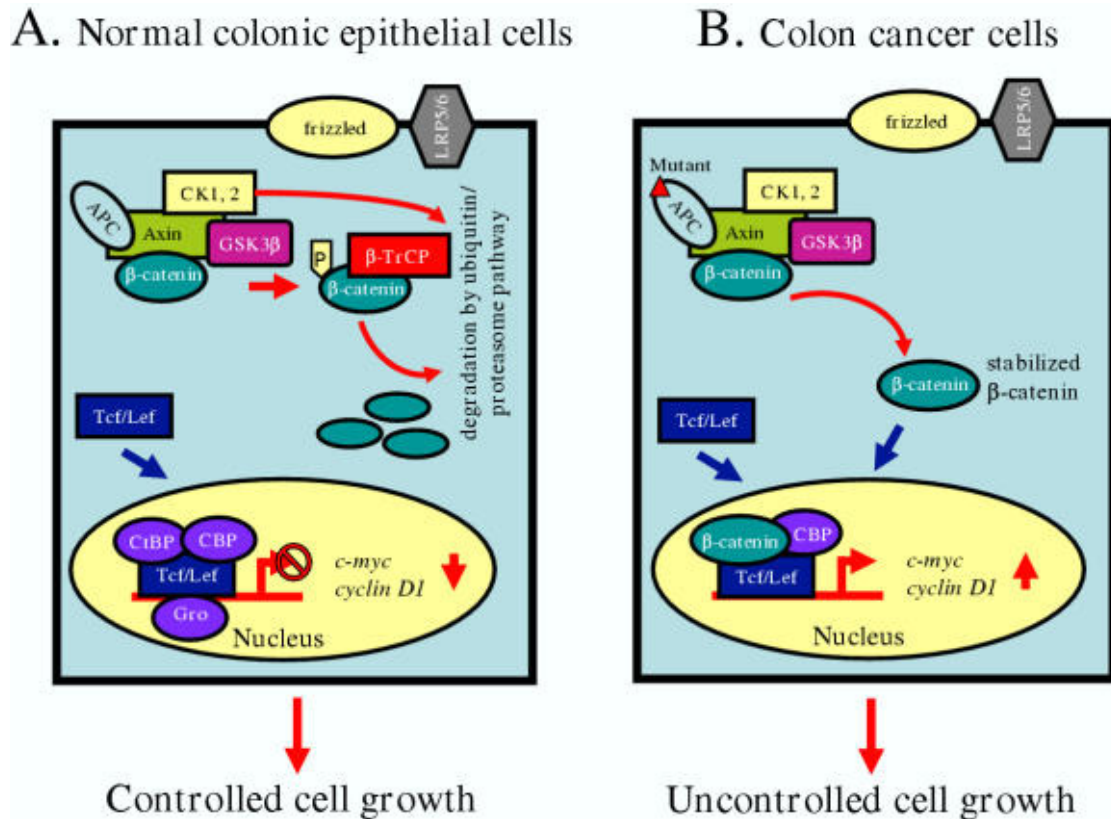 A. Normal colonic epithelial cells
frizzled
LRP5/6
CK1, 2
APC
Axin
GSK3β
β-catenin
P
β-TrCP
β-catenin
degradation by ubiquitin/
proteasome pathway
Tcf/Lef
CtBP
CBP
Tcf/Lef
Gro
c-myc
cyclin D1
Nucleus
Controlled cell growth
B. Colon cancer cells
frizzled
LRP5/6
Mutant
CK1, 2
APC
Axin
GSK3β
β-catenin
β-catenin
stabilized
β-catenin
Tcf/Lef
β-catenin
CBP
Tcf/Lef
c-myc
cyclin D1
Nucleus
Uncontrolled cell growth